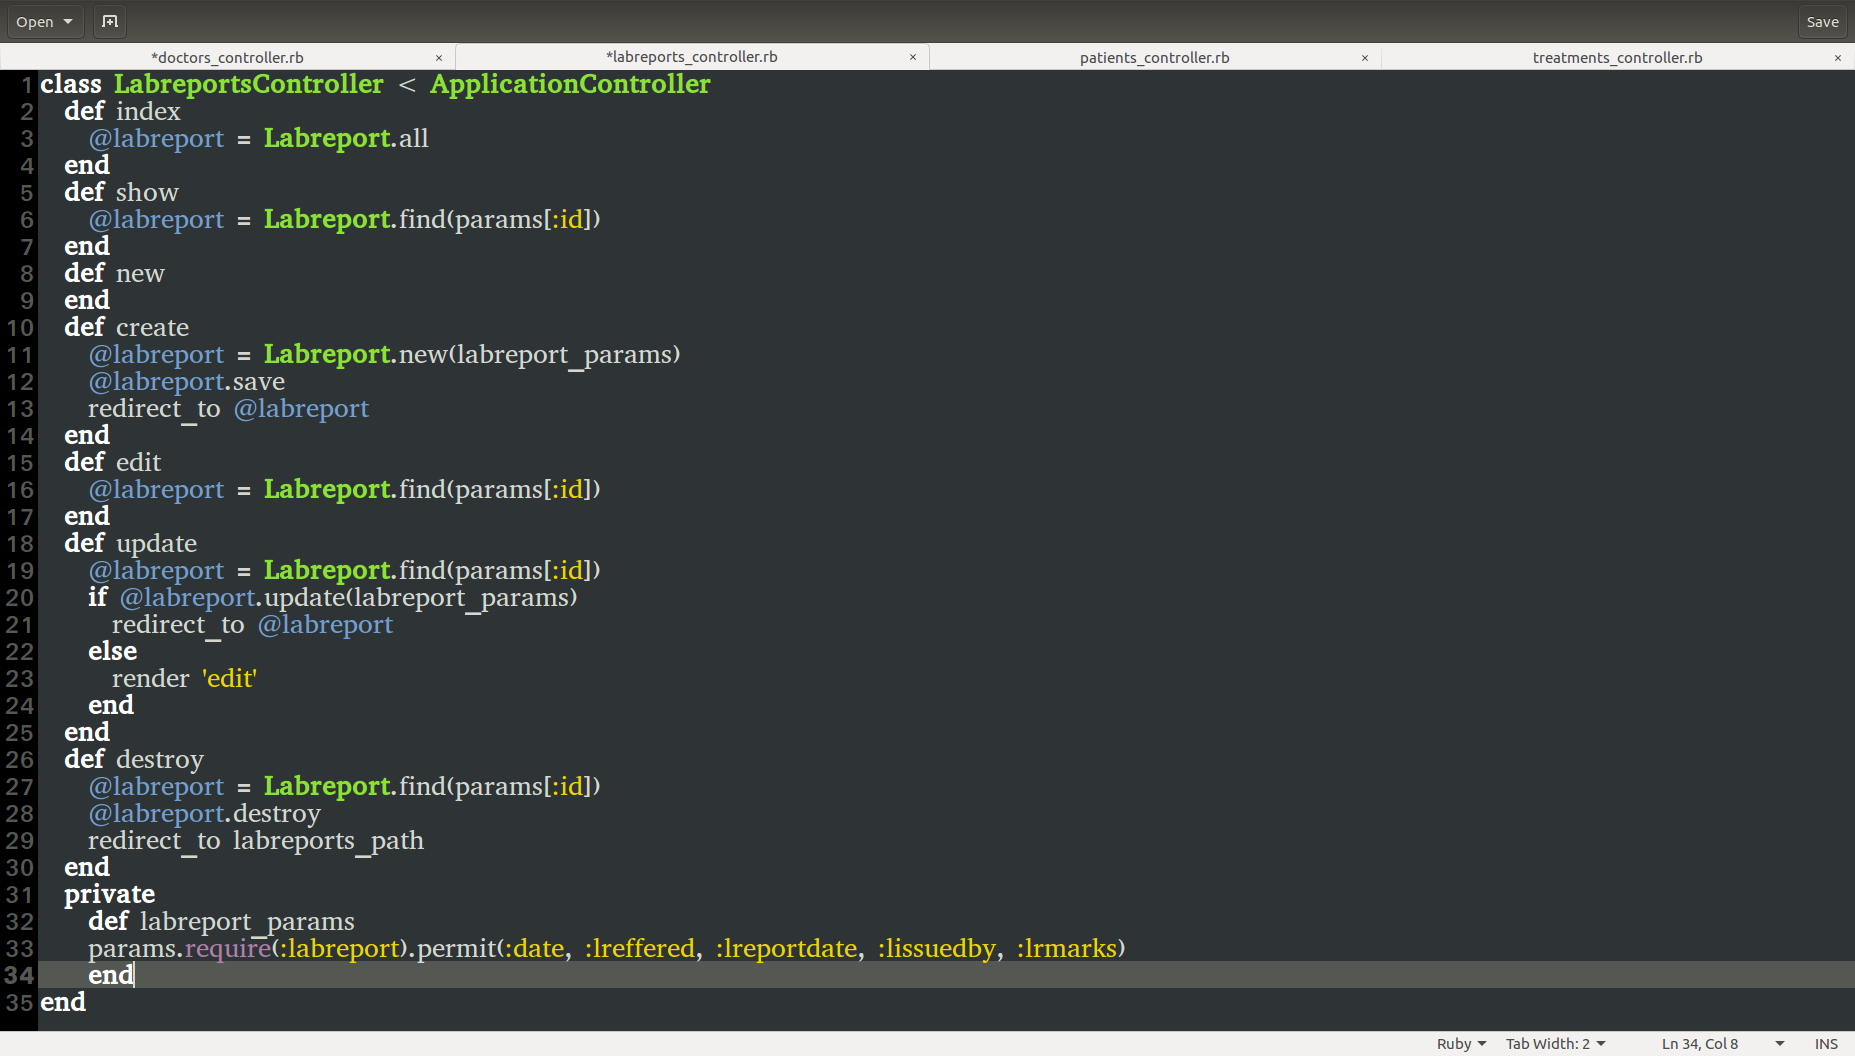 Open
Save
*doctors_controller.rb ×
*labreports_controller.rb ×
patients_controller.rb ×
treatments_controller.rb ×
1 class LabreportsController < ApplicationController
2   def index
3     @labreport = Labreport.all
4   end
5   def show
6     @labreport = Labreport.find(params[:id])
7   end
8   def new
9   end
10   def create
11     @labreport = Labreport.new(labreport_params)
12     @labreport.save
13     redirect_to @labreport
14   end
15   def edit
16     @labreport = Labreport.find(params[:id])
17   end
18   def update
19     @labreport = Labreport.find(params[:id])
20     if @labreport.update(labreport_params)
21       redirect_to @labreport
22     else
23       render 'edit'
24     end
25   end
26   def destroy
27     @labreport = Labreport.find(params[:id])
28     @labreport.destroy
29     redirect_to labreports_path
30   end
31   private
32     def labreport_params
33     params.require(:labreport).permit(:date, :lreffered, :lreportdate, :lissuedby, :lrmarks)
34     end
35 end
Ruby Tab Width: 2 Ln 34, Col 8 INS